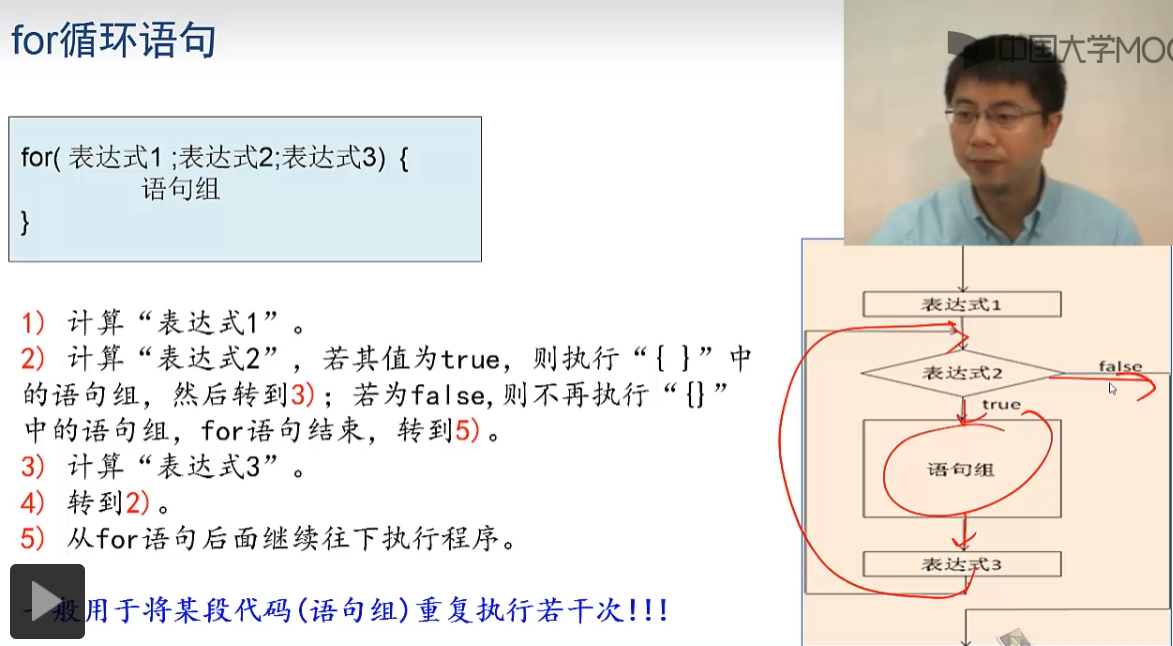 for循环语句
中国大学MOO
for( 表达式1 ;表达式2;表达式3) {
语句组
}
1) 计算“表达式1”。
2) 计算“表达式2”，若其值为true，则执行“{ }”中
的语句组，然后转到3)；若为false,则不再执行“{}”
中的语句组，for语句结束，转到5)。
3) 计算“表达式3”。
4) 转到2)。
5) 从for语句后面继续往下执行程序。
一般用于将某段代码(语句组)重复执行若干次!!!
表达式1
表达式2
false
true
语句组
表达式3